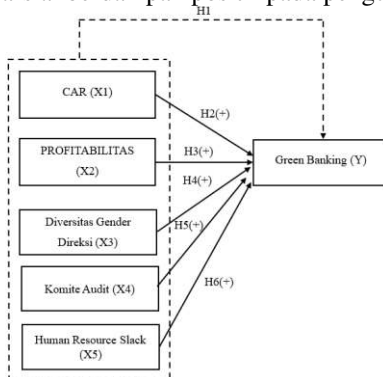 pada
H1
CAR (X1)
H2(+)
PROFITABILITAS
(X2)
H3(+)
Green Banking (Y)
H4(+)
Diversitas Gender
Direksi (X3)
H5(+)
Komite Audit (X4)
H6(+)
Human Resource Slack
(X5)